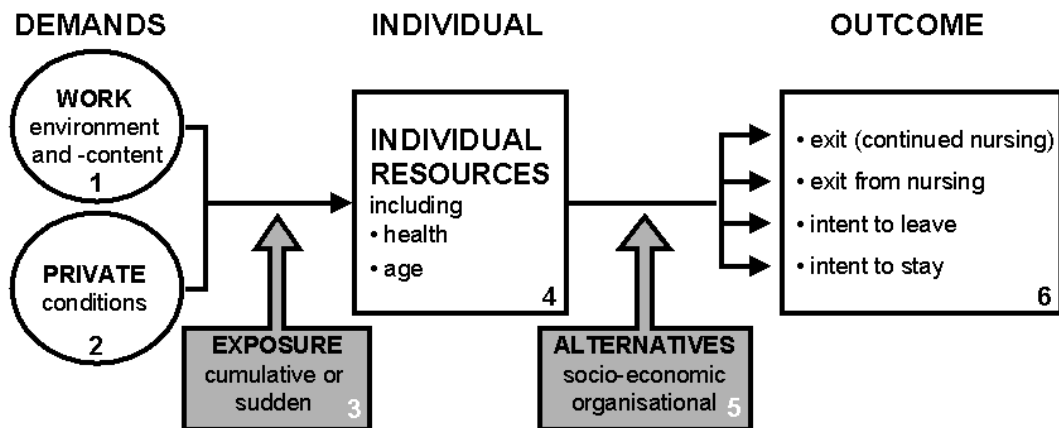 DEMANDS
INDIVIDUAL
OUTCOME
WORK
environment
and -content
1
PRIVATE
conditions
2
EXPOSURE
cumulative or
sudden
3
INDIVIDUAL
RESOURCES
including
• health
• age
4
ALTERNATIVES
socio-economic
organisational
5
• exit (continued nursing)
• exit from nursing
• intent to leave
• intent to stay
6